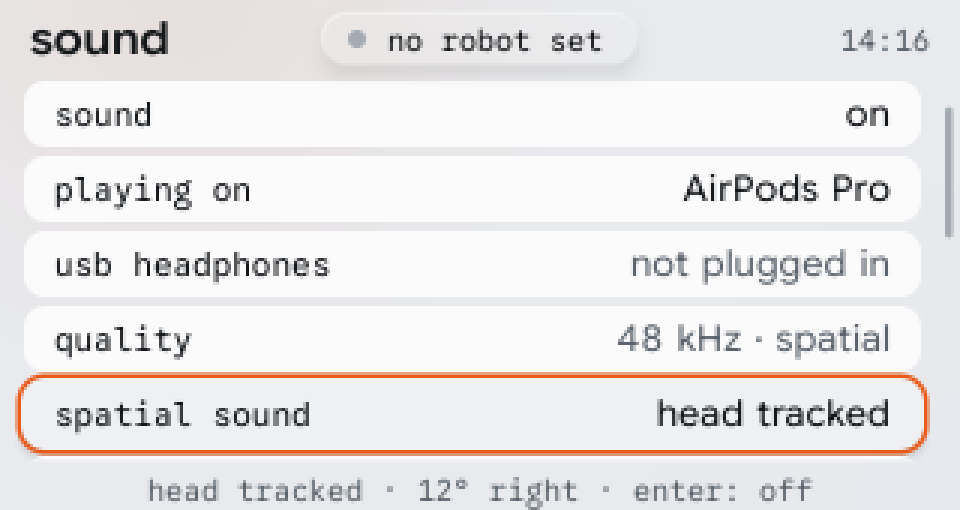 sound
no robot set
14:16
sound on
playing on AirPods Pro
usb headphones not plugged in
quality 48 kHz · spatial
spatial sound head tracked
head tracked · 12° right · enter: off